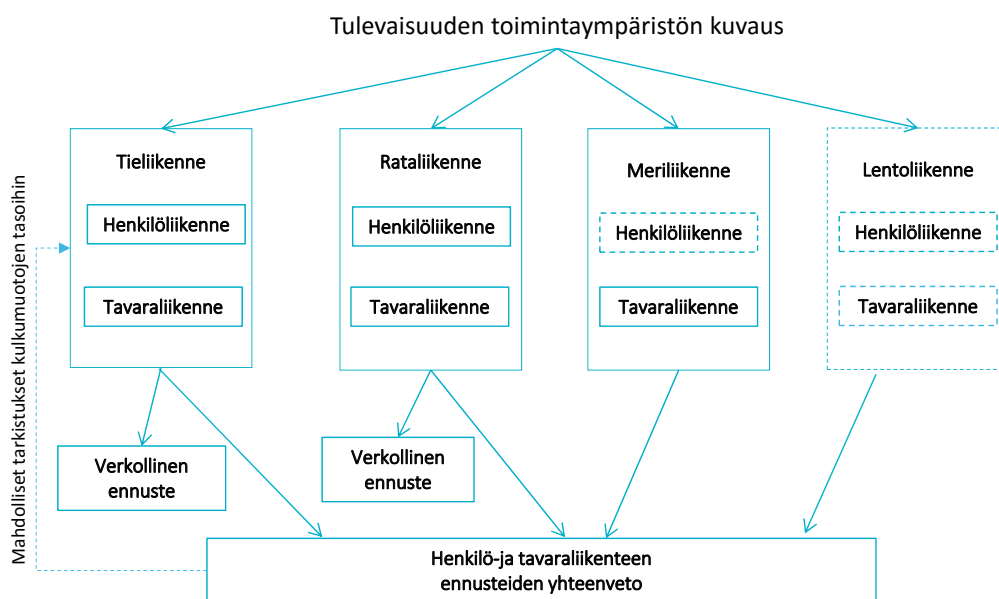 Tulevaisuuden toimintaympäristön kuvaus
Tieliikenne
Henkilöliikenne
Tavaraliikenne
Rataliikenne
Henkilöliikenne
Tavaraliikenne
Meriliikenne
Henkilöliikenne
Tavaraliikenne
Lentoliikenne
Henkilöliikenne
Tavaraliikenne
Mahdolliset tarkistukset kulkumuotojen tasoihin
Verkollinen
ennuste
Verkollinen
ennuste
Henkilö-ja tavaraliikenteen
ennusteiden yhteenveto